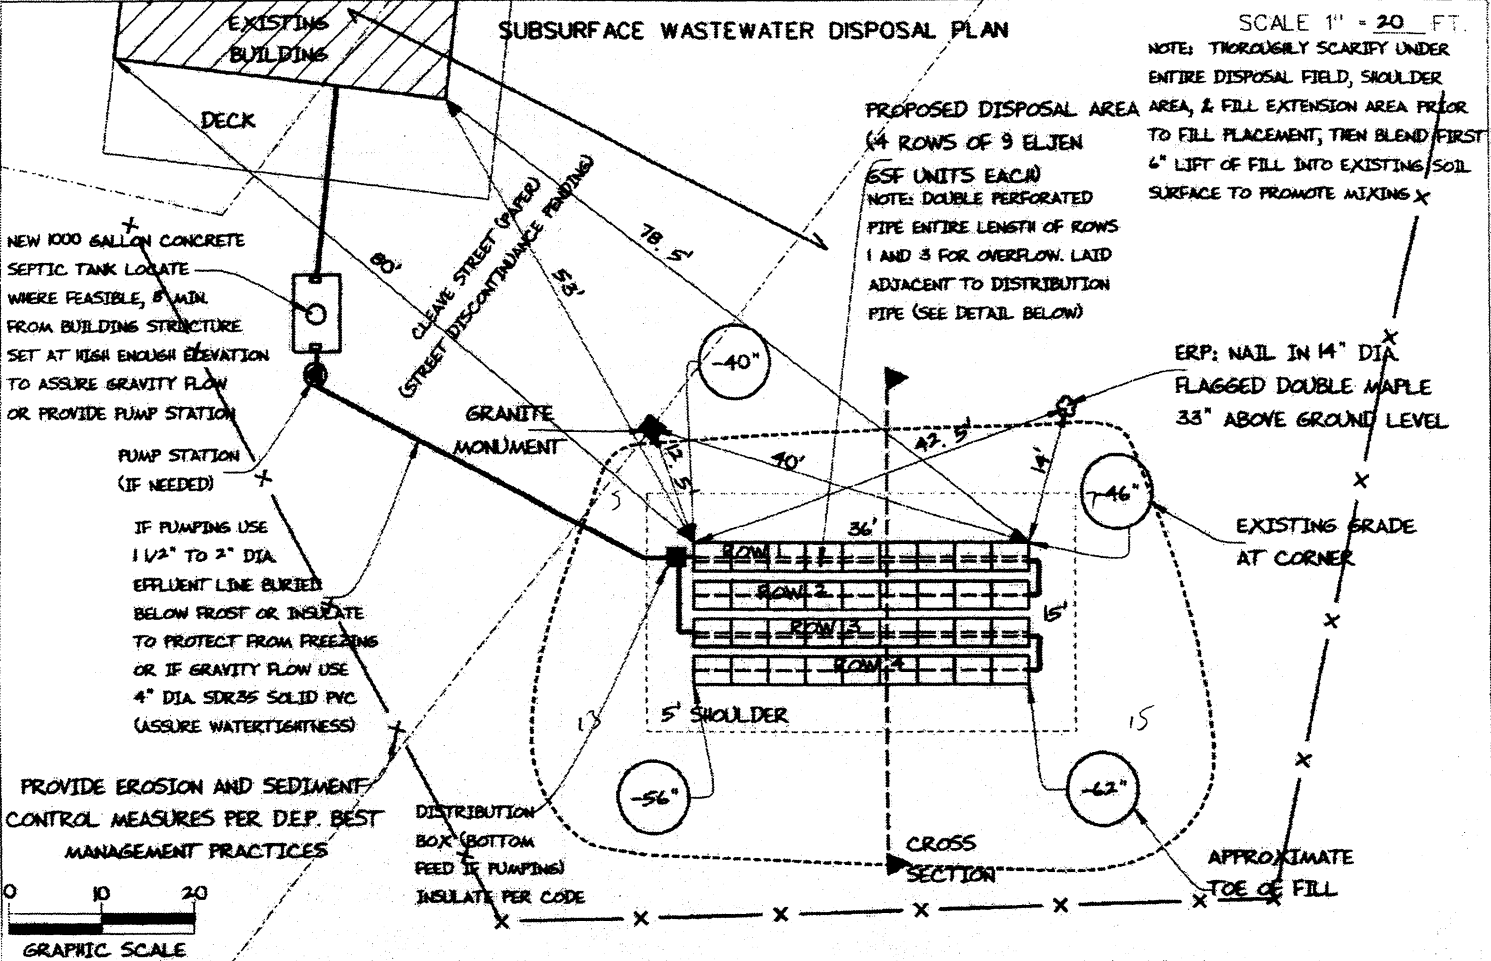 SUBSURFACE WASTEWATER DISPOSAL PLAN
SCALE 1" = 20 FT.
EXISTING
BUILDING
DECK
NOTE: THOROUGHLY SCARIFY UNDER
ENTIRE DISPOSAL FIELD, SHOULDER
AREA, & FILL EXTENSION AREA PRIOR
TO FILL PLACEMENT, THEN BLEND FIRST
6" LIFT OF FILL INTO EXISTING SOIL
SURFACE TO PROMOTE MIXING
PROPOSED DISPOSAL AREA
(4 ROWS OF 9 ELJEN
GSF UNITS EACH)
NOTE: DOUBLE PERFORATED
PIPE ENTIRE LENGTH OF ROWS
1 AND 3 FOR OVERFLOW. LAID
ADJACENT TO DISTRIBUTION
PIPE (SEE DETAIL BELOW)
CLEAVE STREET (PAPER)
(STREET DISCONTINUANCE PENDING)
80'
53'
78.5'
NEW 1000 GALLON CONCRETE
SEPTIC TANK LOCATE
WHERE FEASIBLE, 8' MIN.
FROM BUILDING STRUCTURE
SET AT HIGH ENOUGH ELEVATION
TO ASSURE GRAVITY FLOW
OR PROVIDE PUMP STATION
ERP: NAIL IN 14" DIA.
FLAGGED DOUBLE MAPLE
33" ABOVE GROUND LEVEL
-40"
GRANITE
MONUMENT
12.5'
40'
42.5'
14'
-46"
PUMP STATION
(IF NEEDED)
5
EXISTING GRADE
AT CORNER
IF PUMPING USE
1 1/2" TO 2" DIA.
EFFLUENT LINE BURIED
BELOW FROST OR INSULATE
TO PROTECT FROM FREEZING
OR IF GRAVITY FLOW USE
4" DIA. SDR35 SOLID PVC
(ASSURE WATERTIGHTNESS)
36'
ROW 1
ROW 2
ROW 3
ROW 4
15'
5' SHOULDER
13
15
-56"
-62"
PROVIDE EROSION AND SEDIMENT
CONTROL MEASURES PER D.E.P. BEST
MANAGEMENT PRACTICES
DISTRIBUTION
BOX (BOTTOM
FEED IF PUMPING)
INSULATE PER CODE
CROSS
SECTION
APPROXIMATE
TOE OF FILL
0 10 20
GRAPHIC SCALE